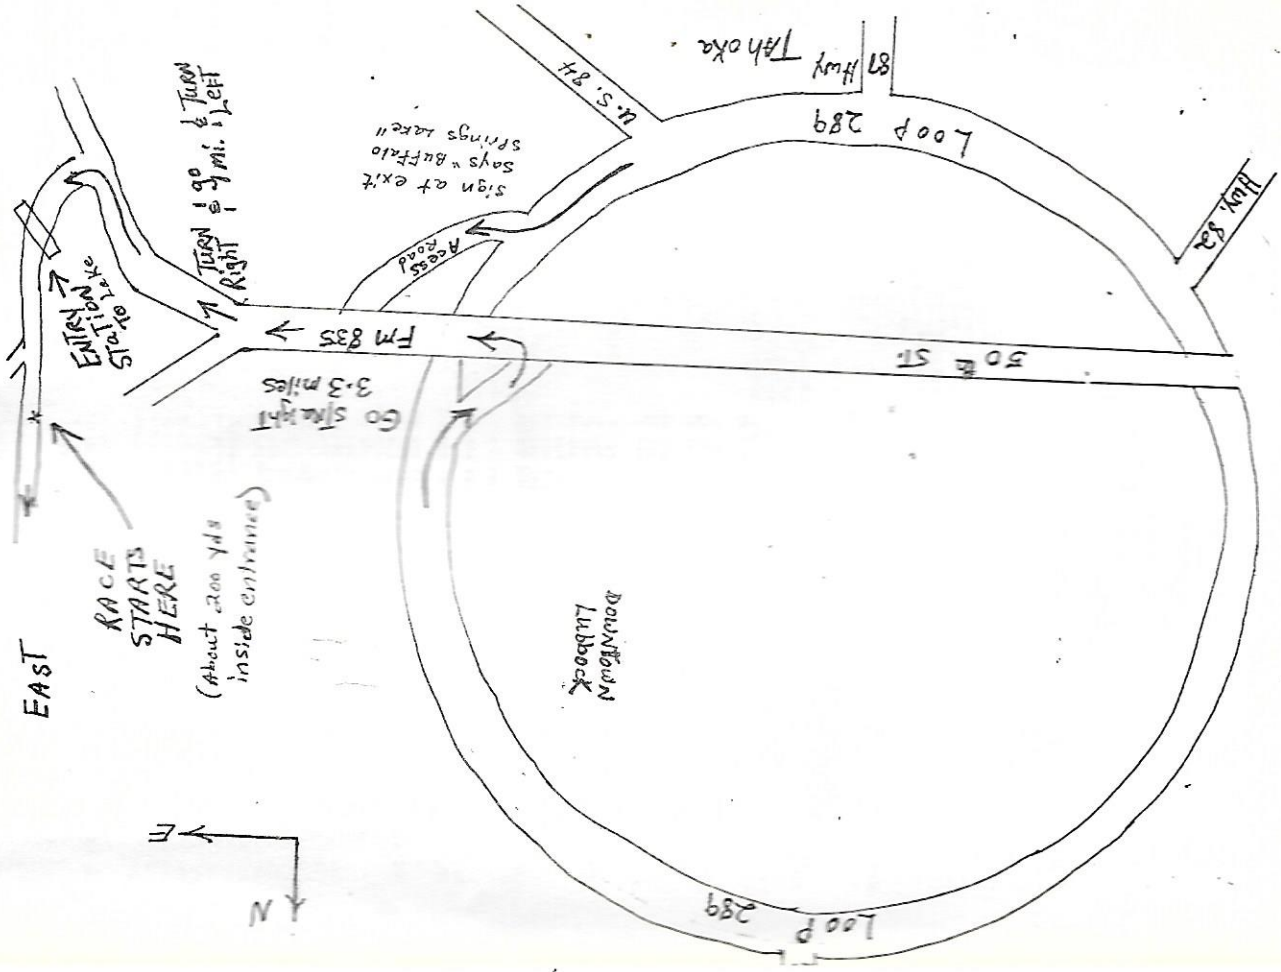 EAST
RACE
STARTS
HERE
(About 200 yds
inside entrance)
ENTRY →
STATION
To Lake
TURN & go & TURN
Right 1 mi. Left
Sign at exit
says "Buffalo
Springs Lake"
Access
Road
Go straight
3.3 miles
Fm 835
50th ST.
U.S. 84
Hwy 87
Tahoka
LOOP 289
Hwy. 82
DOWNTOWN
Lubbock
LOOP 289
E
N